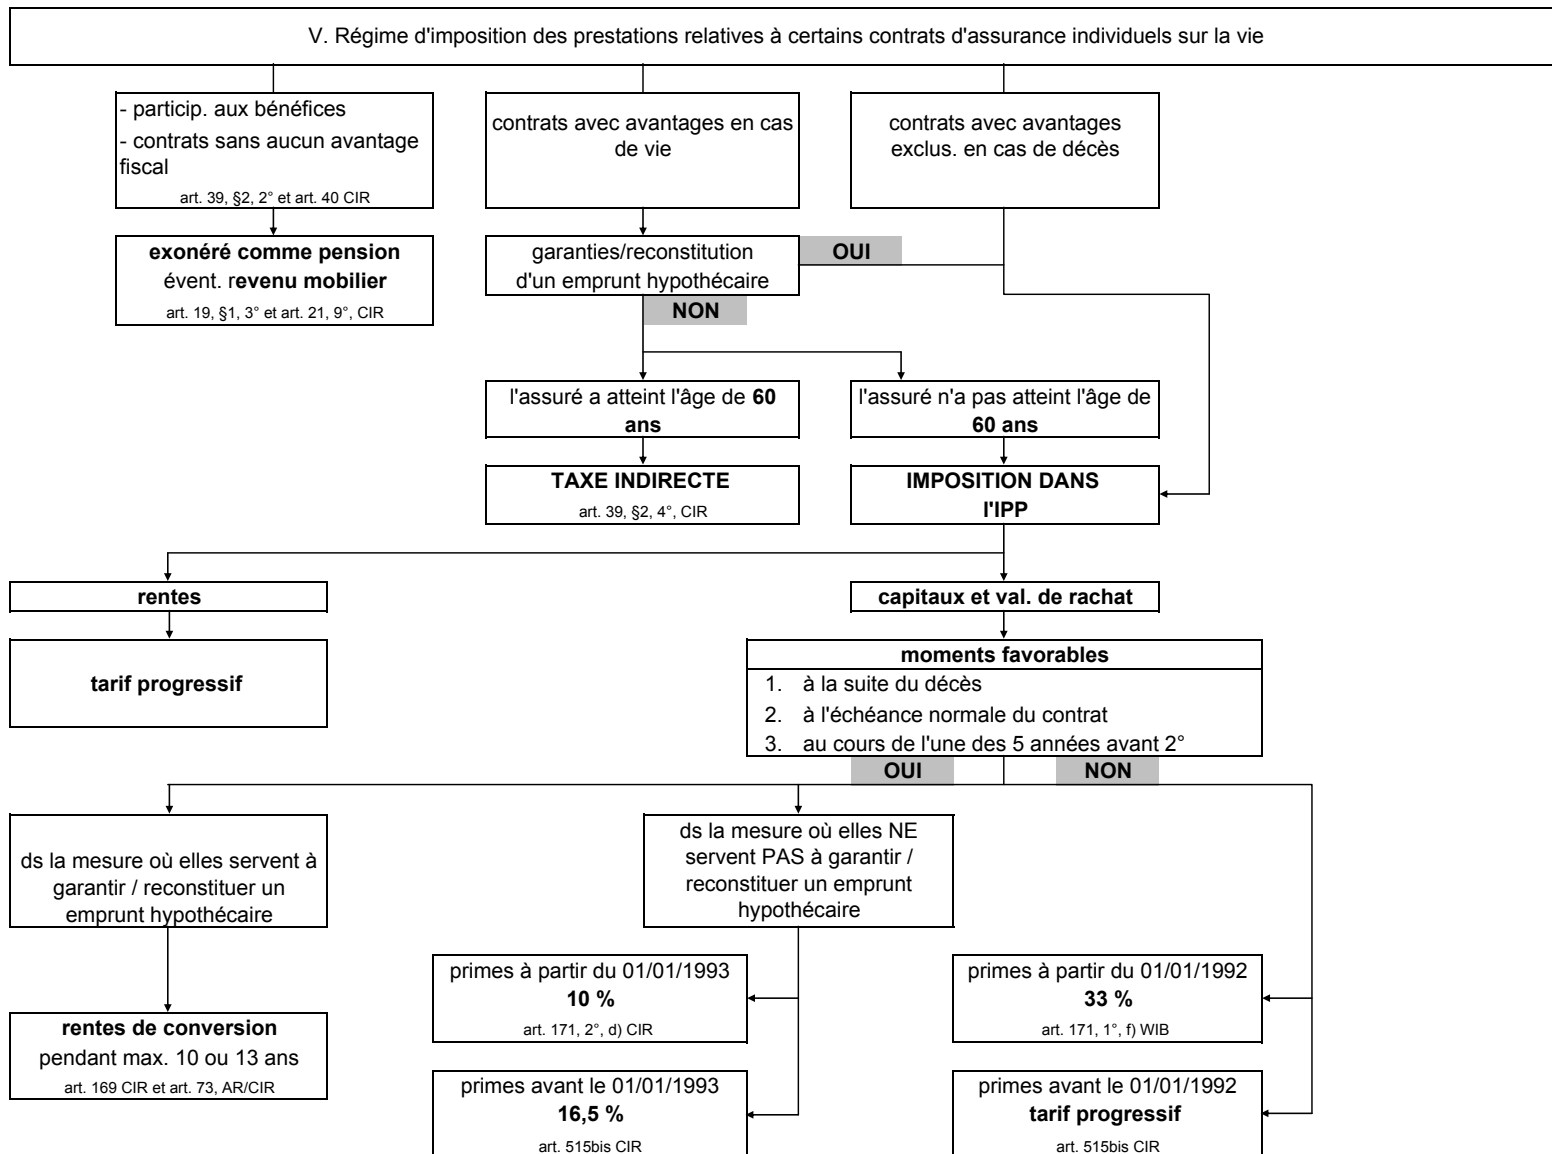 V. Régime d'imposition des prestations relatives à certains contrats d'assurance individuels sur la vie
- particip. aux bénéfices
- contrats sans aucun avantage
fiscal
art. 39, §2, 2° et art. 40 CIR
contrats avec avantages en cas
de vie
contrats avec avantages
exclus. en cas de décès
exonéré comme pension
évent. revenu mobilier
art. 19, §1, 3° et art. 21, 9°, CIR
garanties/reconstitution
d'un emprunt hypothécaire
OUI
NON
l'assuré a atteint l'âge de 60
ans
l'assuré n'a pas atteint l'âge de
60 ans
TAXE INDIRECTE
art. 39, §2, 4°, CIR
IMPOSITION DANS
l'IPP
rentes
capitaux et val. de rachat
tarif progressif
moments favorables
1. à la suite du décès
2. à l'échéance normale du contrat
3. au cours de l'une des 5 années avant 2°
OUI
NON
ds la mesure où elles servent à
garantir / reconstituer un
emprunt hypothécaire
ds la mesure où elles NE
servent PAS à garantir /
reconstituer un emprunt
hypothécaire
primes à partir du 01/01/1993
10 %
art. 171, 2°, d) CIR
primes à partir du 01/01/1992
33 %
art. 171, 1°, f) WIB
rentes de conversion
pendant max. 10 ou 13 ans
art. 169 CIR et art. 73, AR/CIR
primes avant le 01/01/1993
16,5 %
art. 515bis CIR
primes avant le 01/01/1992
tarif progressif
art. 515bis CIR